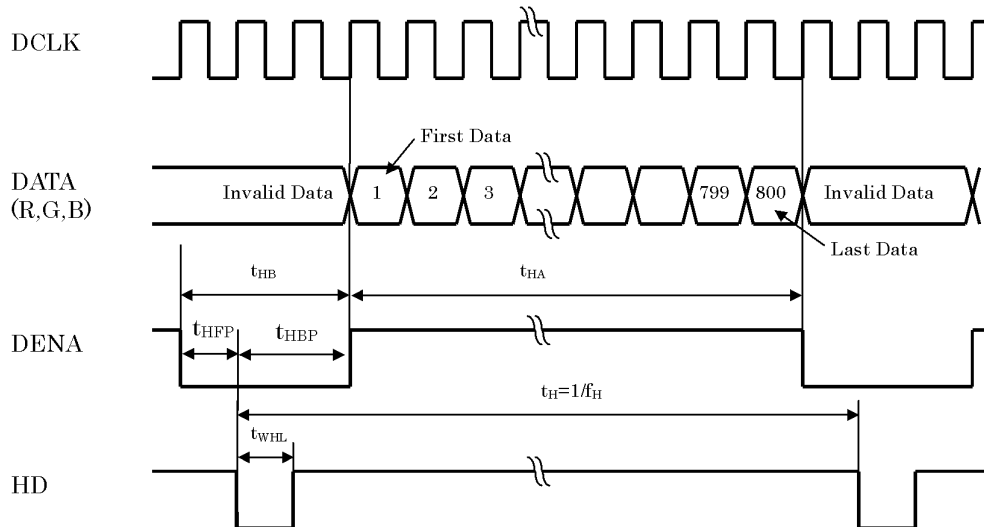 DCLK
First Data
DATA
(R,G,B)
Invalid Data
1
2
3
799
800
Invalid Data
Last Data
tHB
tHA
DENA
tHFP
tHBP
tH=1/fH
tWHL
HD